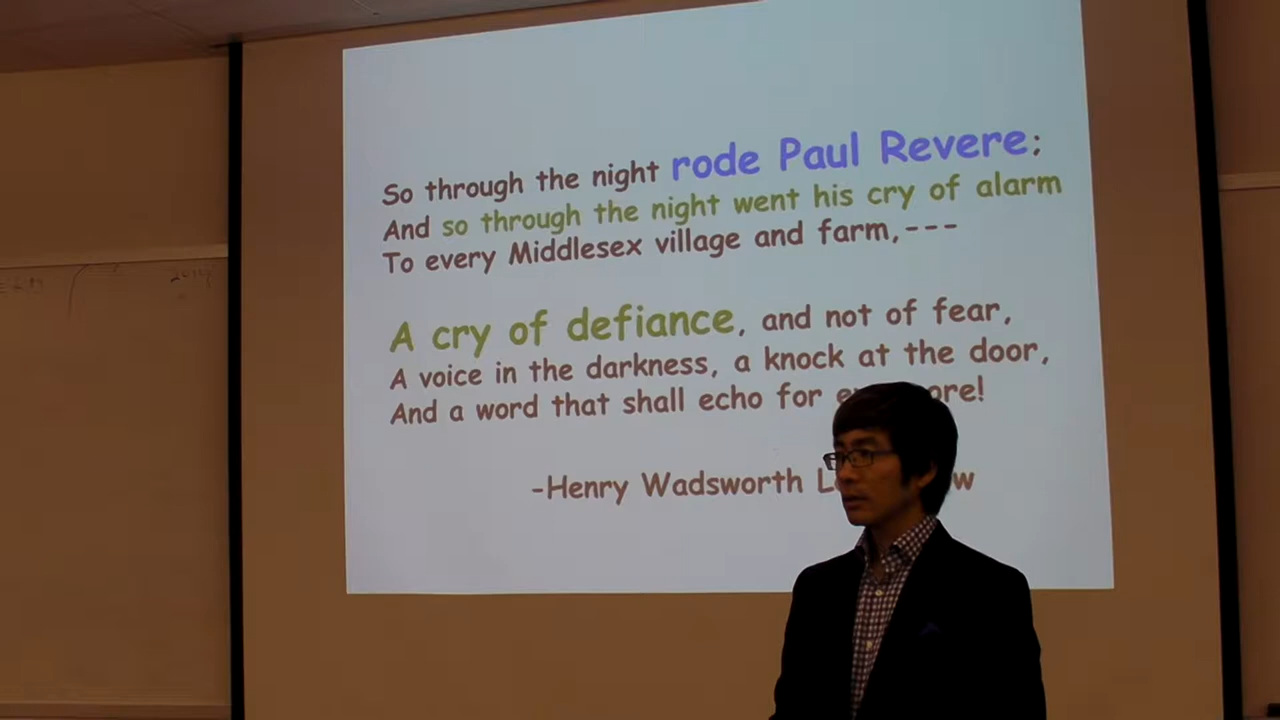 So through the night rode Paul Revere;
And so through the night went his cry of alarm
To every Middlesex village and farm,---
A cry of defiance, and not of fear,
A voice in the darkness, a knock at the door,
And a word that shall echo for
-Henry Wadsworth